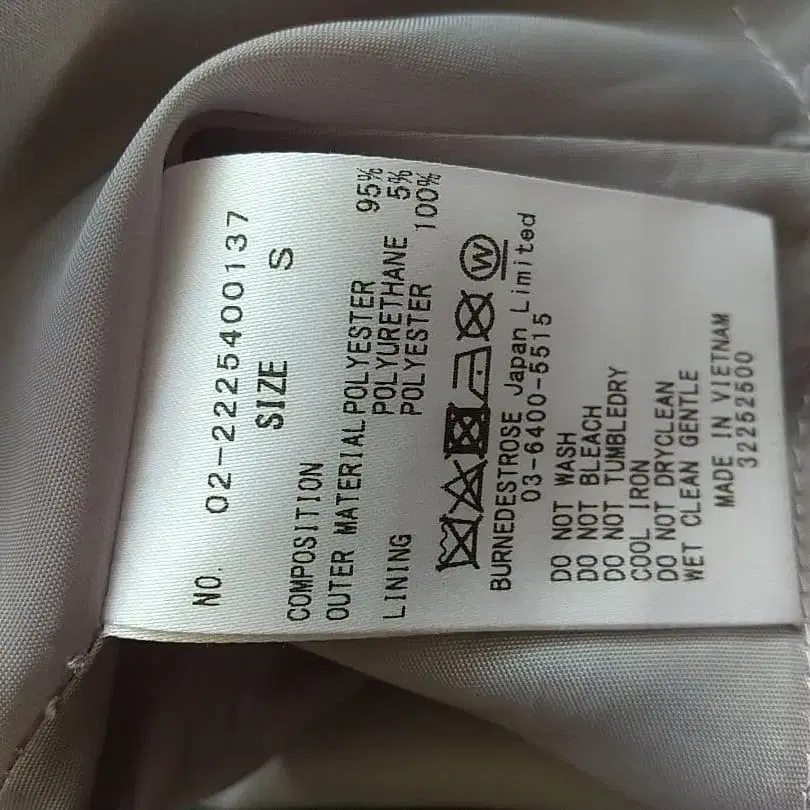 NO. 02-2225400137
SIZE S
COMPOSITION
OUTER MATERIAL POLYESTER 95%
POLYURETHANE 5%
LINING POLYESTER 100%
W
BURNEDESTROSE Japan Limited
03-6400-5515
DO NOT WASH
DO NOT BLEACH
DO NOT TUMBLEDRY
COOL IRON
DO NOT DRYCLEAN
WET CLEAN GENTLE
MADE IN VIETNAM
32252500